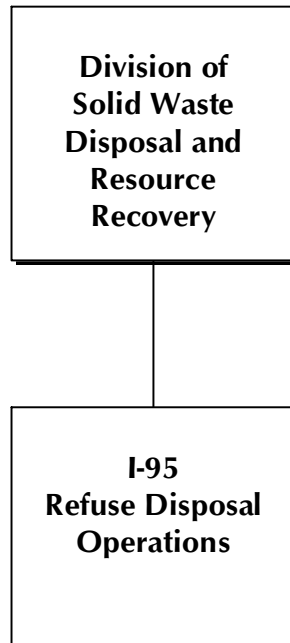 Division of
Solid Waste
Disposal and
Resource
Recovery
I-95
Refuse Disposal
Operations